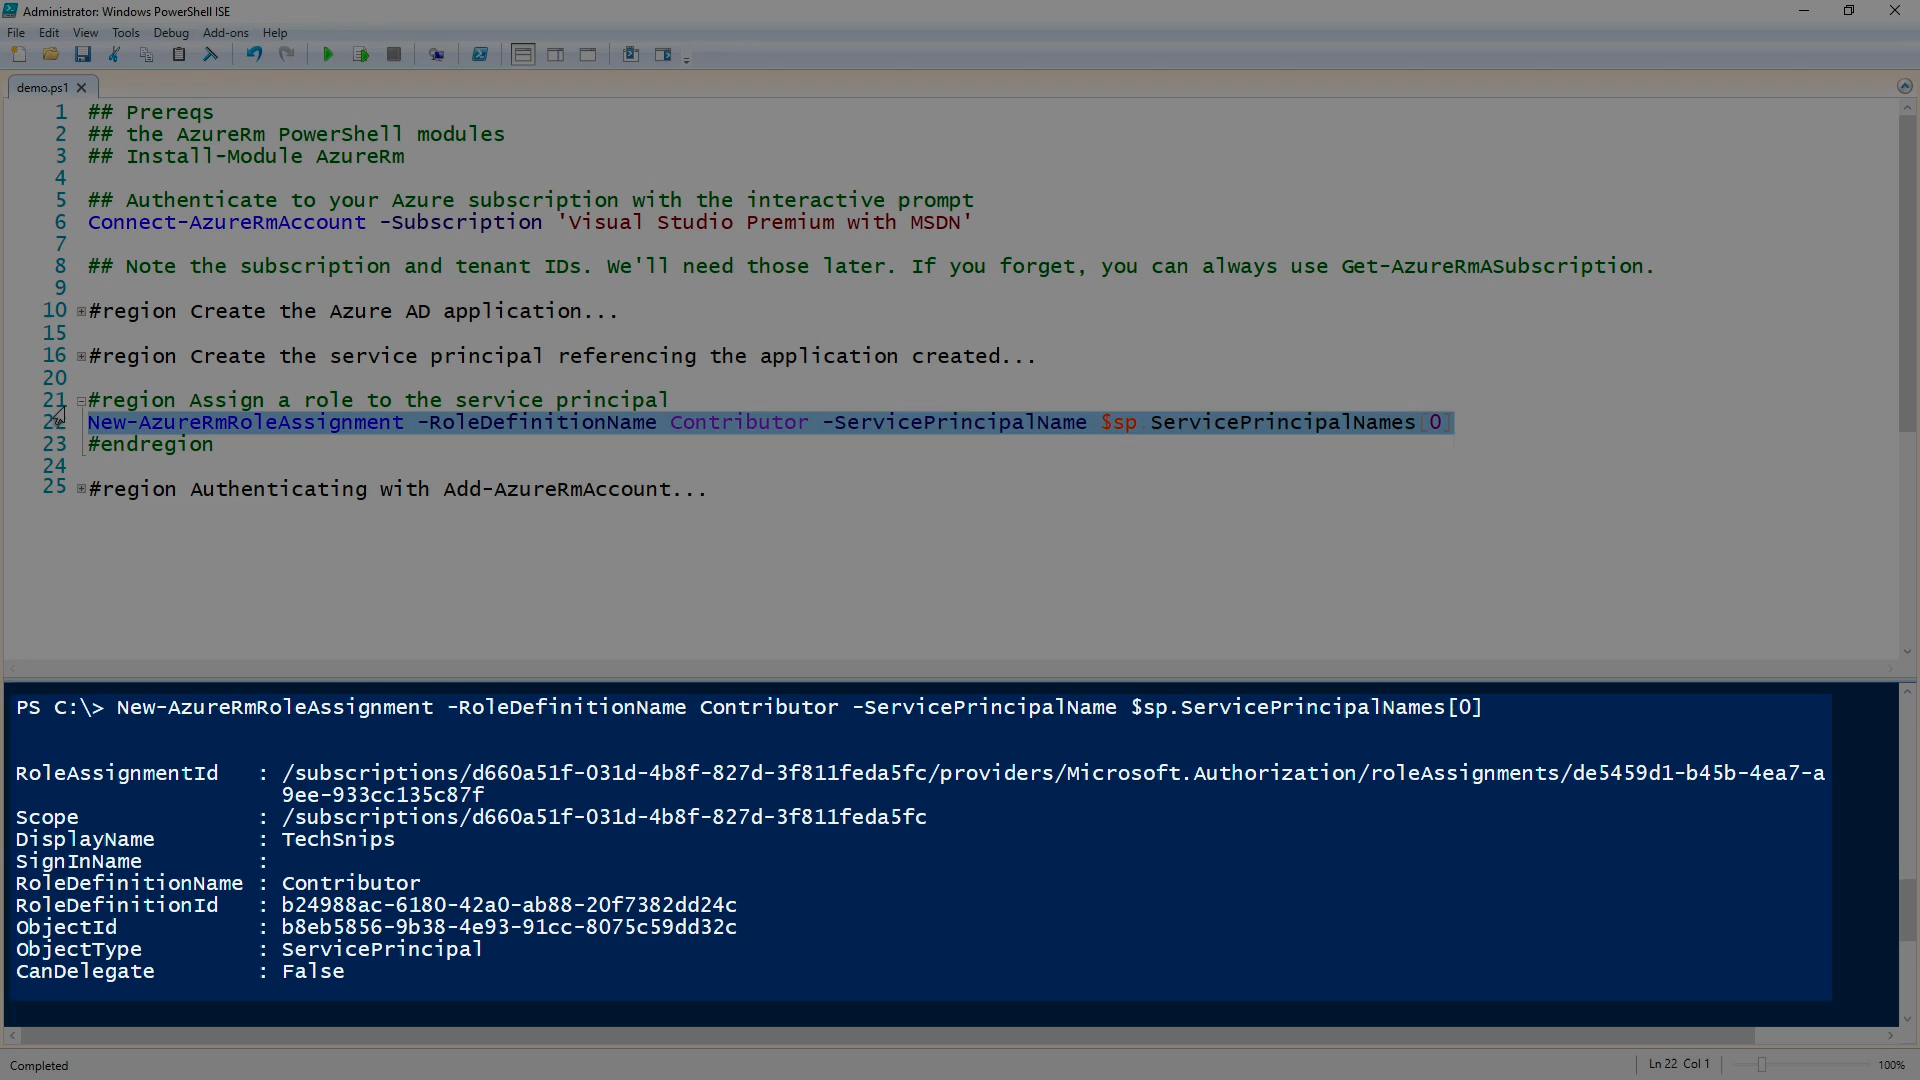 Administrator: Windows PowerShell ISE
File Edit View Tools Debug Add-ons Help
demo.ps1
1 ## Prereqs
2 ## the AzureRm PowerShell modules
3 ## Install-Module AzureRm
4
5 ## Authenticate to your Azure subscription with the interactive prompt
6 Connect-AzureRmAccount -Subscription 'Visual Studio Premium with MSDN'
7
8 ## Note the subscription and tenant IDs. We'll need those later. If you forget, you can always use Get-AzureRmASubscription.
9
10 #region Create the Azure AD application...
15
16 #region Create the service principal referencing the application created...
20
21 #region Assign a role to the service principal
22 New-AzureRmRoleAssignment -RoleDefinitionName Contributor -ServicePrincipalName $sp.ServicePrincipalNames[0]
23 #endregion
24
25 #region Authenticating with Add-AzureRmAccount...
PS C:\> New-AzureRmRoleAssignment -RoleDefinitionName Contributor -ServicePrincipalName $sp.ServicePrincipalNames[0]
RoleAssignmentId : /subscriptions/d660a51f-031d-4b8f-827d-3f811feda5fc/providers/Microsoft.Authorization/roleAssignments/de5459d1-b45b-4ea7-a
9ee-933cc135c87f
Scope : /subscriptions/d660a51f-031d-4b8f-827d-3f811feda5fc
DisplayName : TechSnips
SignInName :
RoleDefinitionName : Contributor
RoleDefinitionId : b24988ac-6180-42a0-ab88-20f7382dd24c
ObjectId : b8eb5856-9b38-4e93-91cc-8075c59dd32c
ObjectType : ServicePrincipal
CanDelegate : False
Completed
Ln 22 Col 1
100%